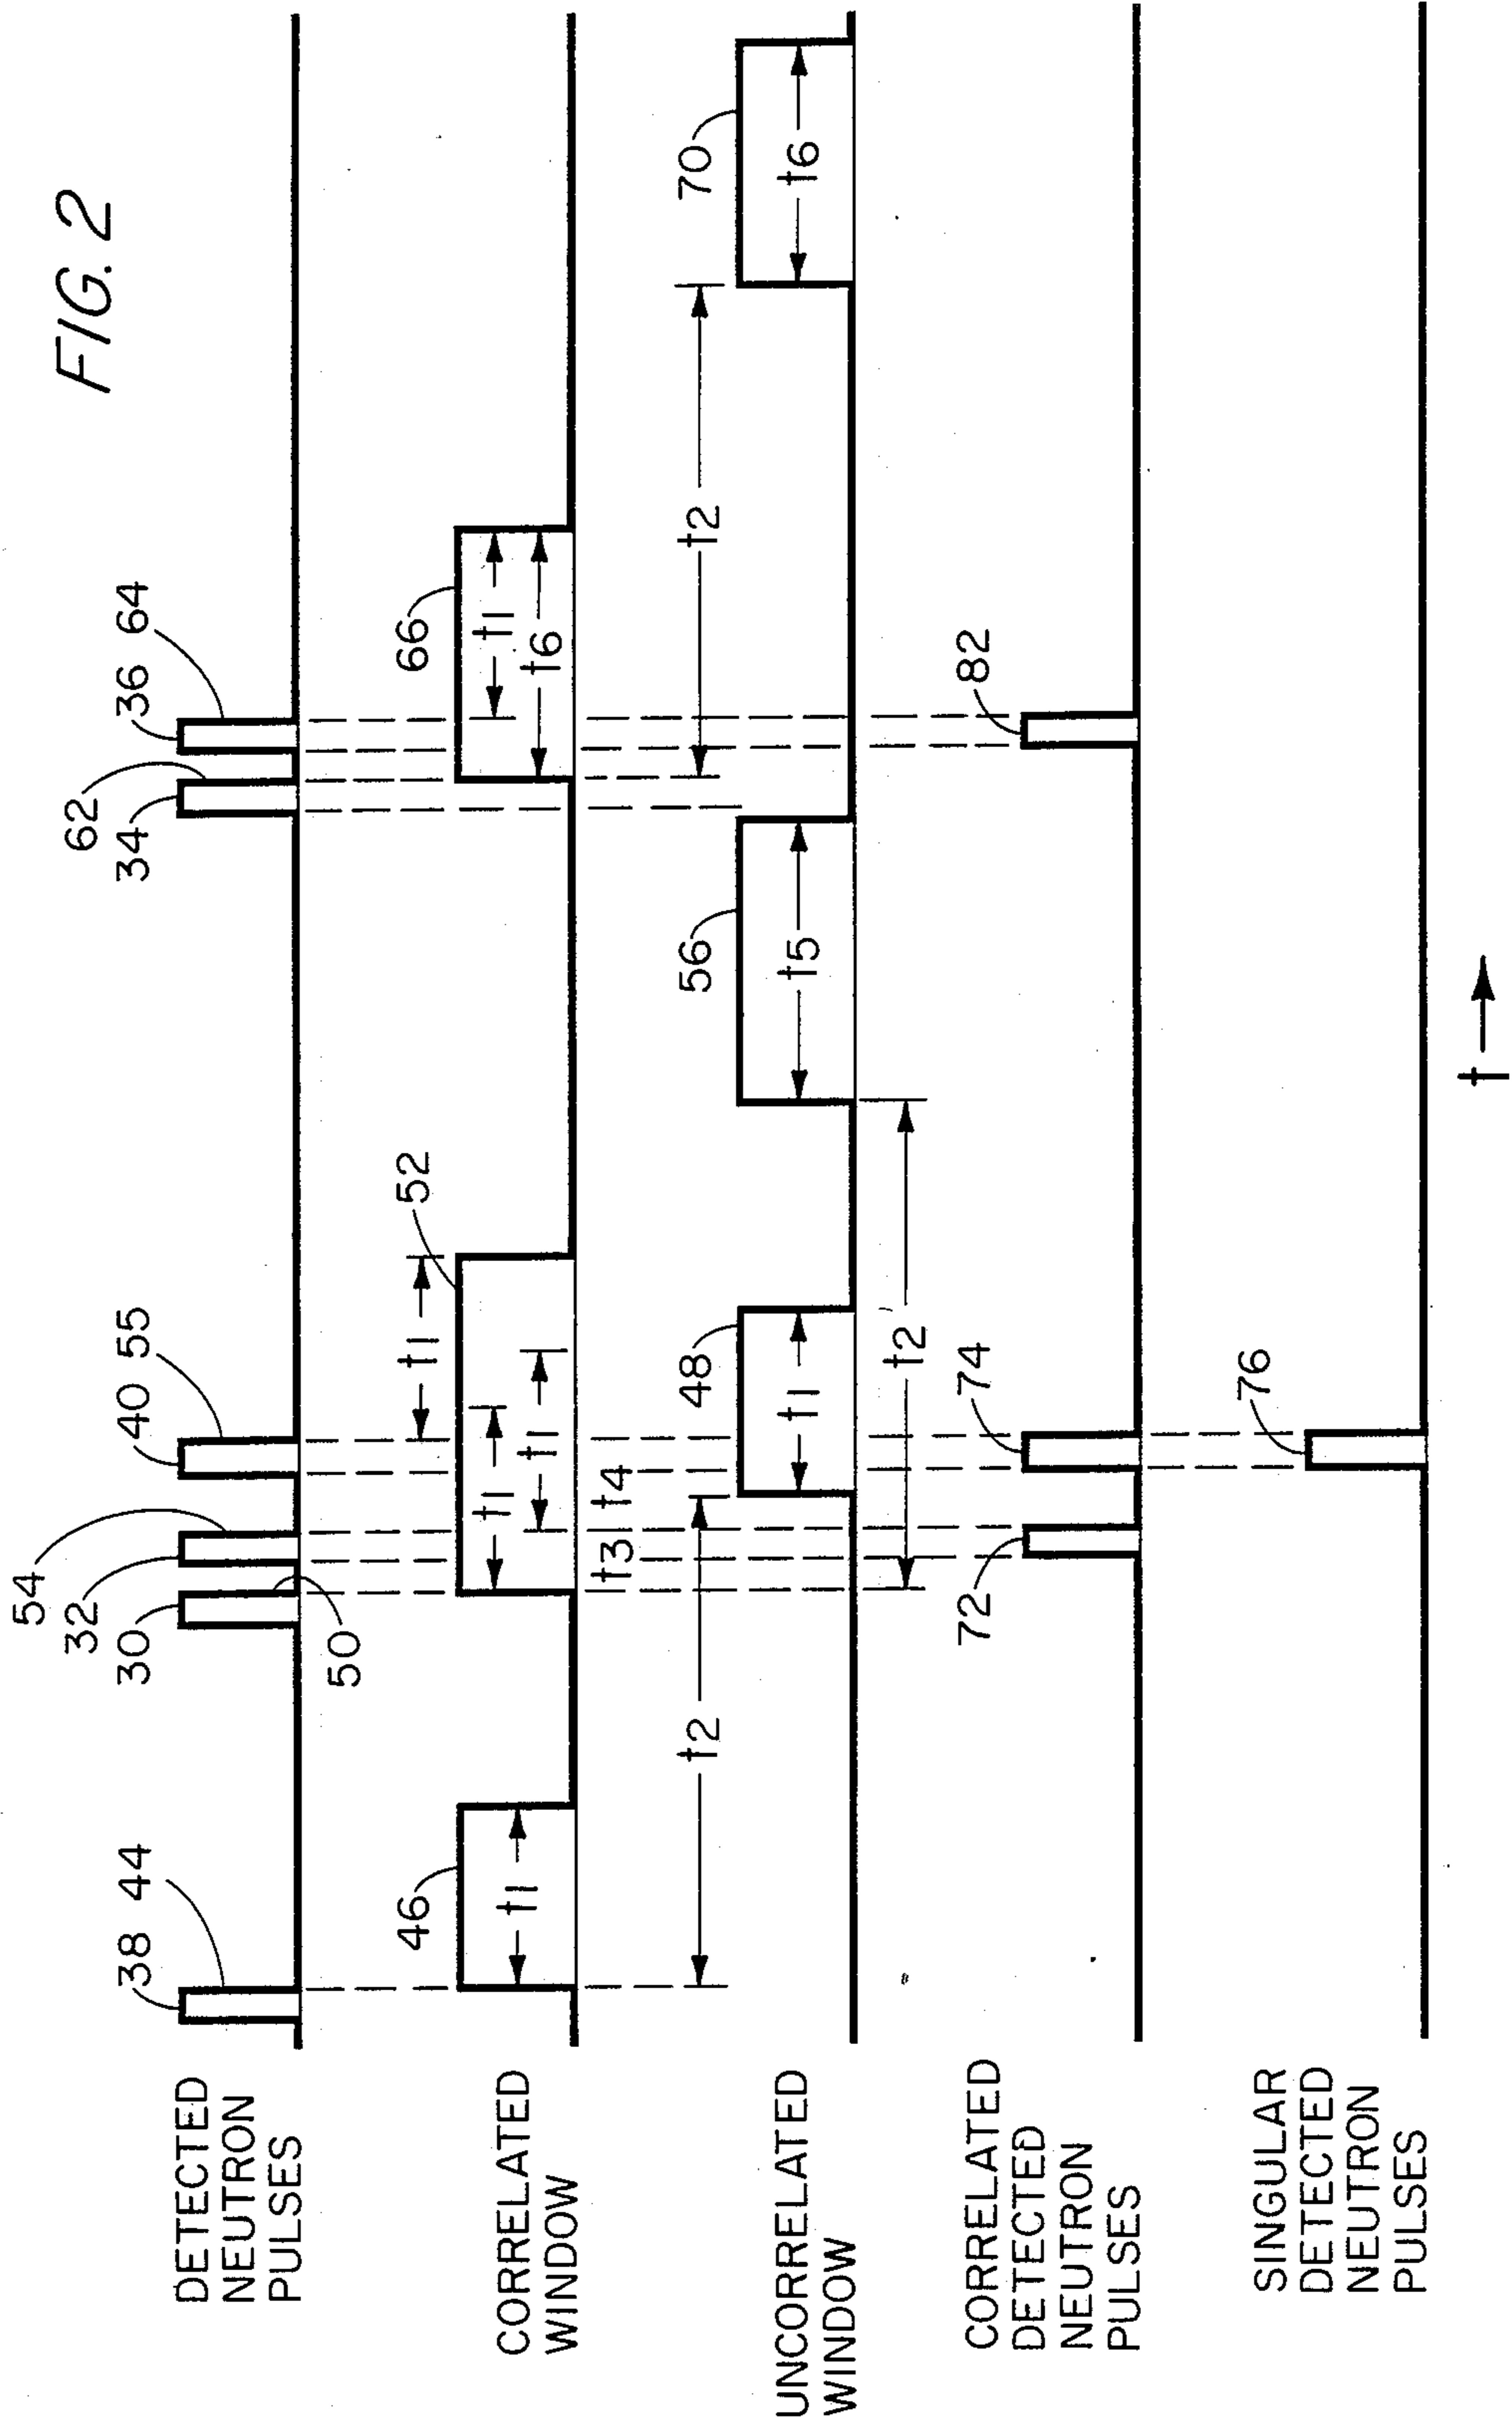 FIG. 2
38 44
54
32
30
50
40 55
62
34
36 64
DETECTED
NEUTRON
PULSES
46
t1
52
t1
t1
t1
66
t1
t6
CORRELATED
WINDOW
t3
t4
t2
48
t1
t2
56
t5
t2
70
t6
UNCORRELATED
WINDOW
72
74
82
CORRELATED
DETECTED
NEUTRON
PULSES
76
SINGULAR
DETECTED
NEUTRON
PULSES
t